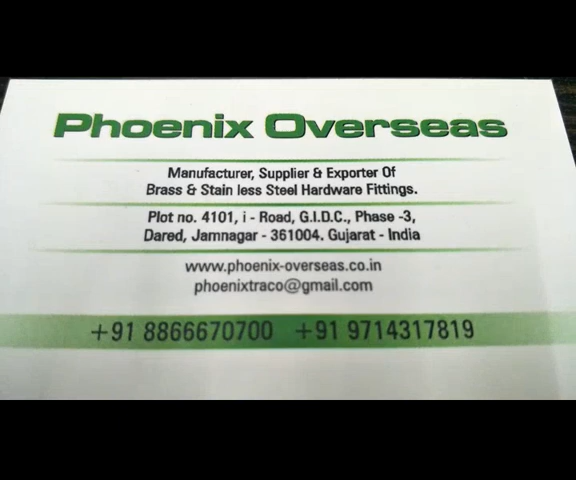 Phoenix Overseas
Manufacturer, Supplier & Exporter Of
Brass & Stain less Steel Hardware Fittings.
Plot no. 4101, i - Road, G.I.D.C., Phase -3,
Dared, Jamnagar - 361004. Gujarat - India
www.phoenix-overseas.co.in
phoenixtraco@gmail.com
+91 8866670700 +91 9714317819